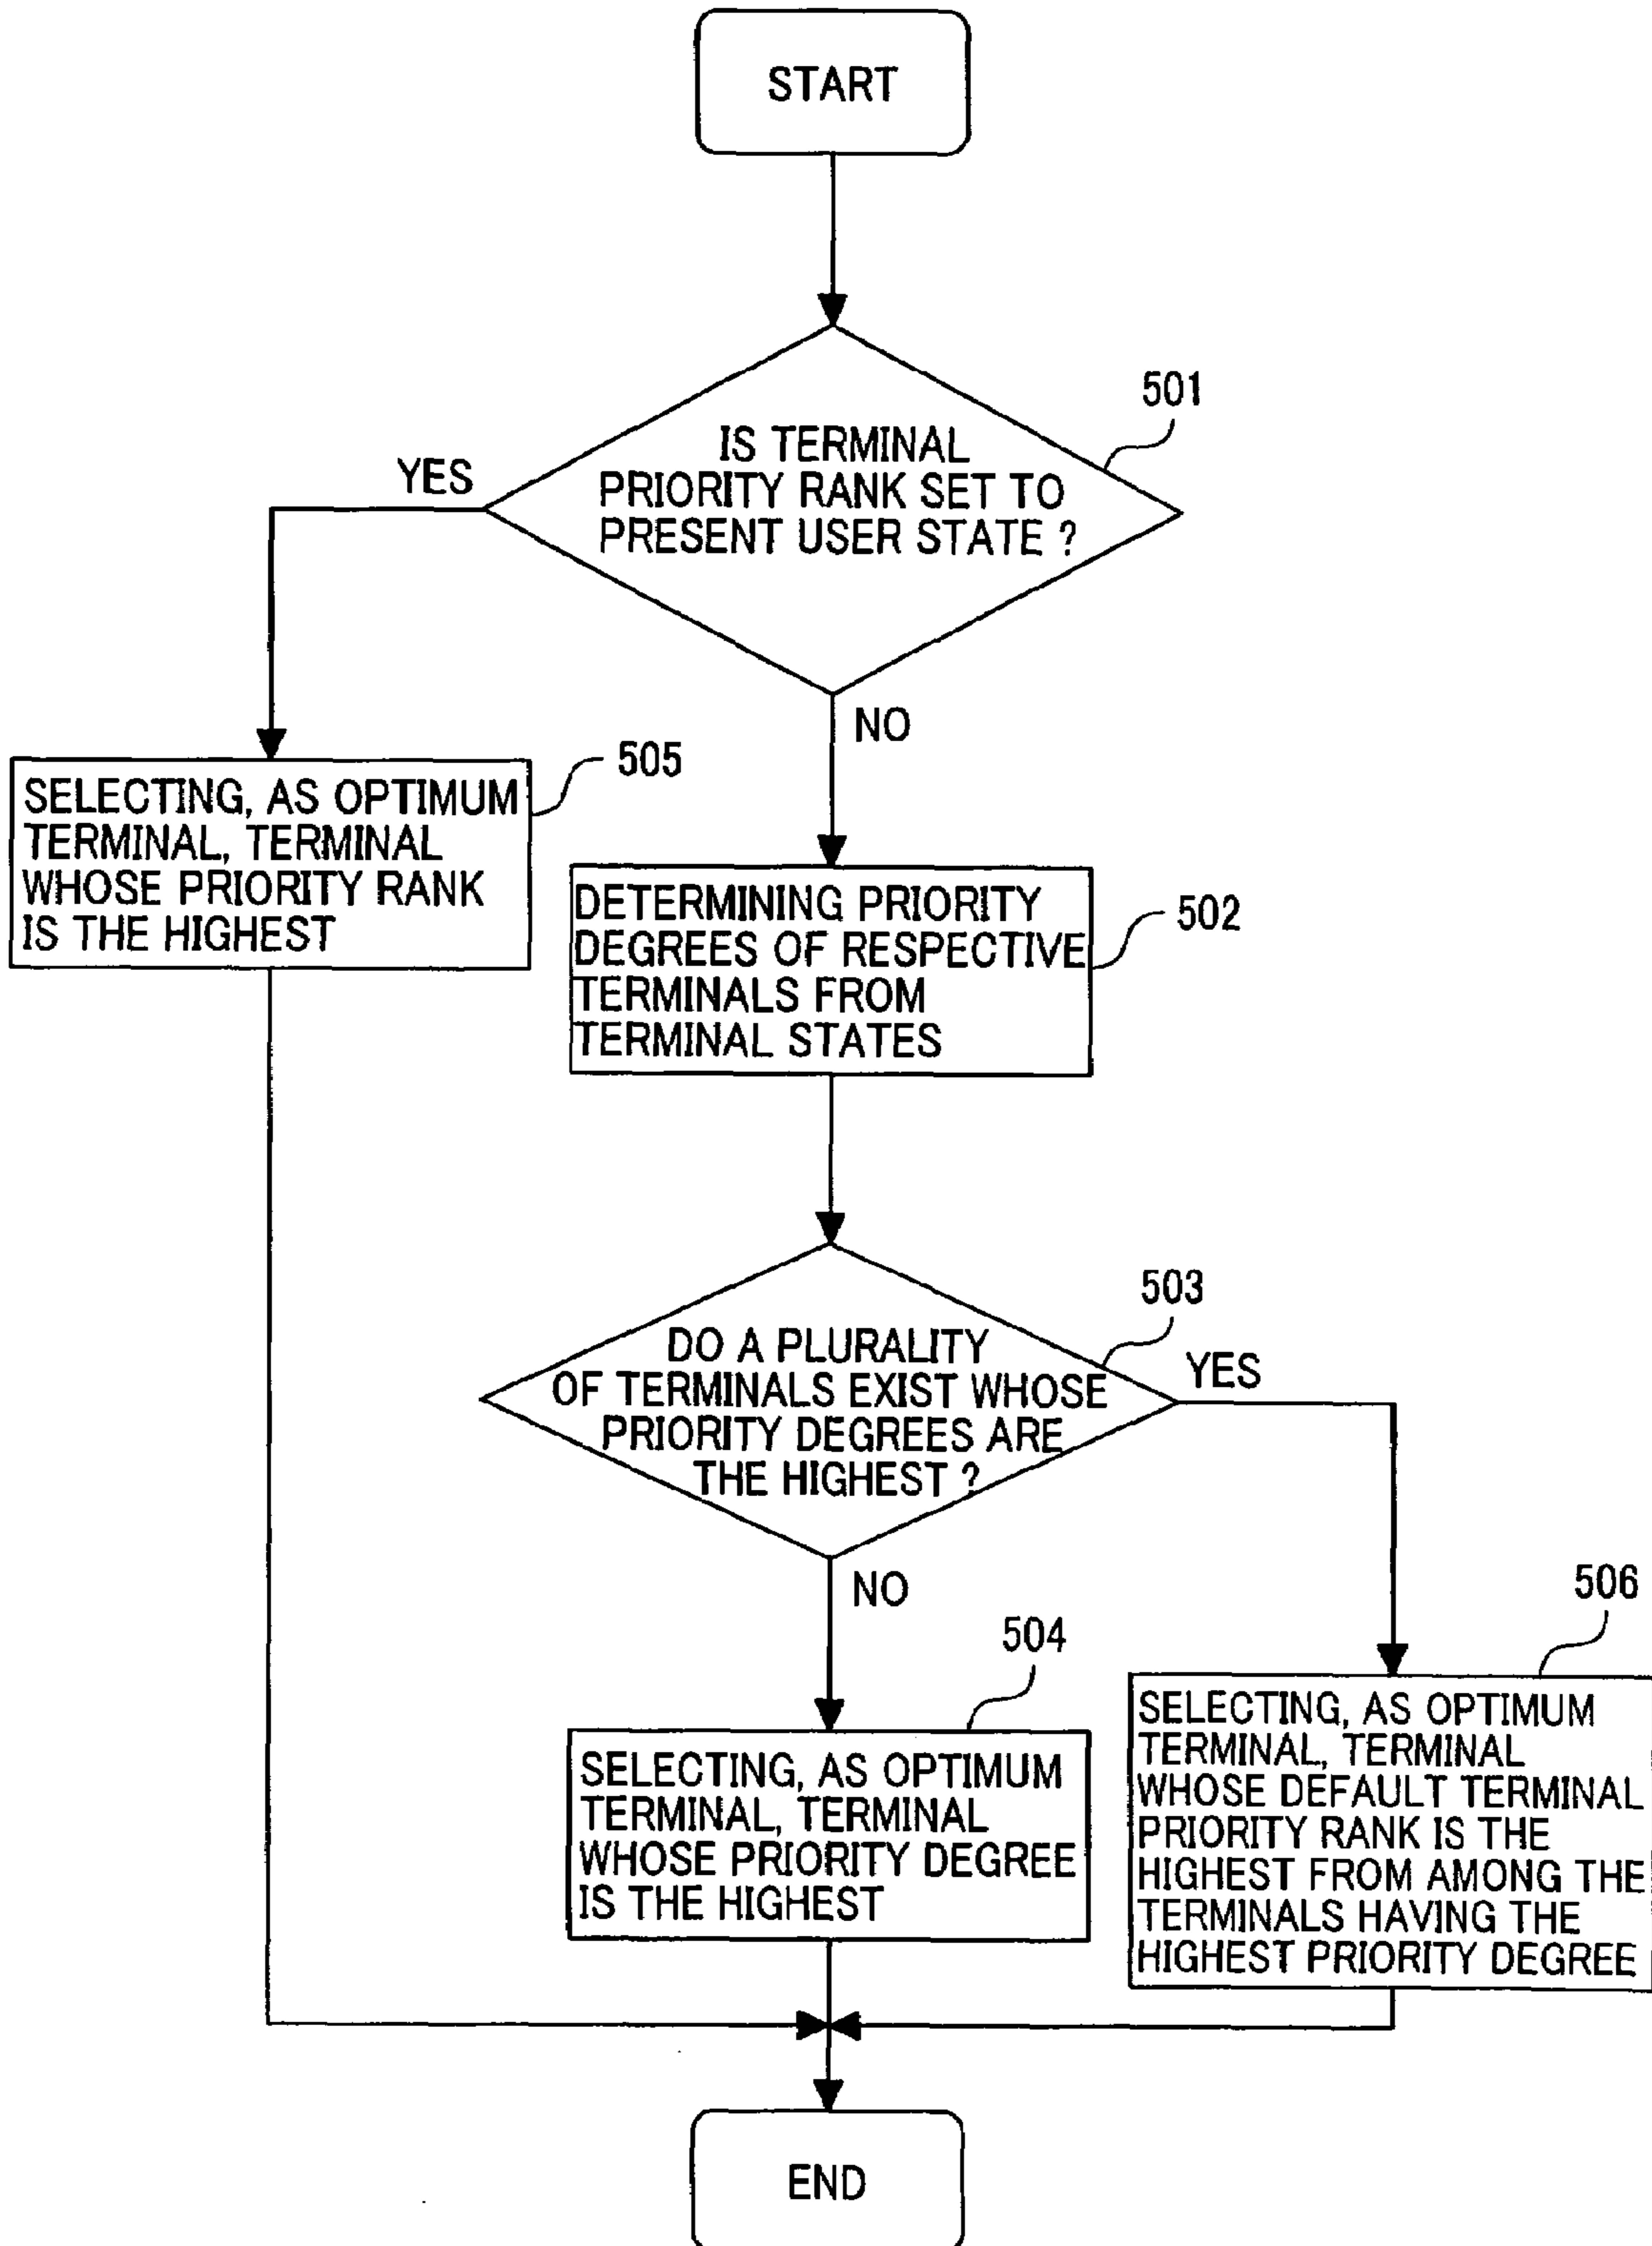 START
501
IS TERMINAL
PRIORITY RANK SET TO
PRESENT USER STATE ?
YES
NO
505
SELECTING, AS OPTIMUM
TERMINAL, TERMINAL
WHOSE PRIORITY RANK
IS THE HIGHEST
502
DETERMINING PRIORITY
DEGREES OF RESPECTIVE
TERMINALS FROM
TERMINAL STATES
503
DO A PLURALITY
OF TERMINALS EXIST WHOSE
PRIORITY DEGREES ARE
THE HIGHEST ?
YES
NO
504
SELECTING, AS OPTIMUM
TERMINAL, TERMINAL
WHOSE PRIORITY DEGREE
IS THE HIGHEST
506
SELECTING, AS OPTIMUM
TERMINAL, TERMINAL
WHOSE DEFAULT TERMINAL
PRIORITY RANK IS THE
HIGHEST FROM AMONG THE
TERMINALS HAVING THE
HIGHEST PRIORITY DEGREE
END